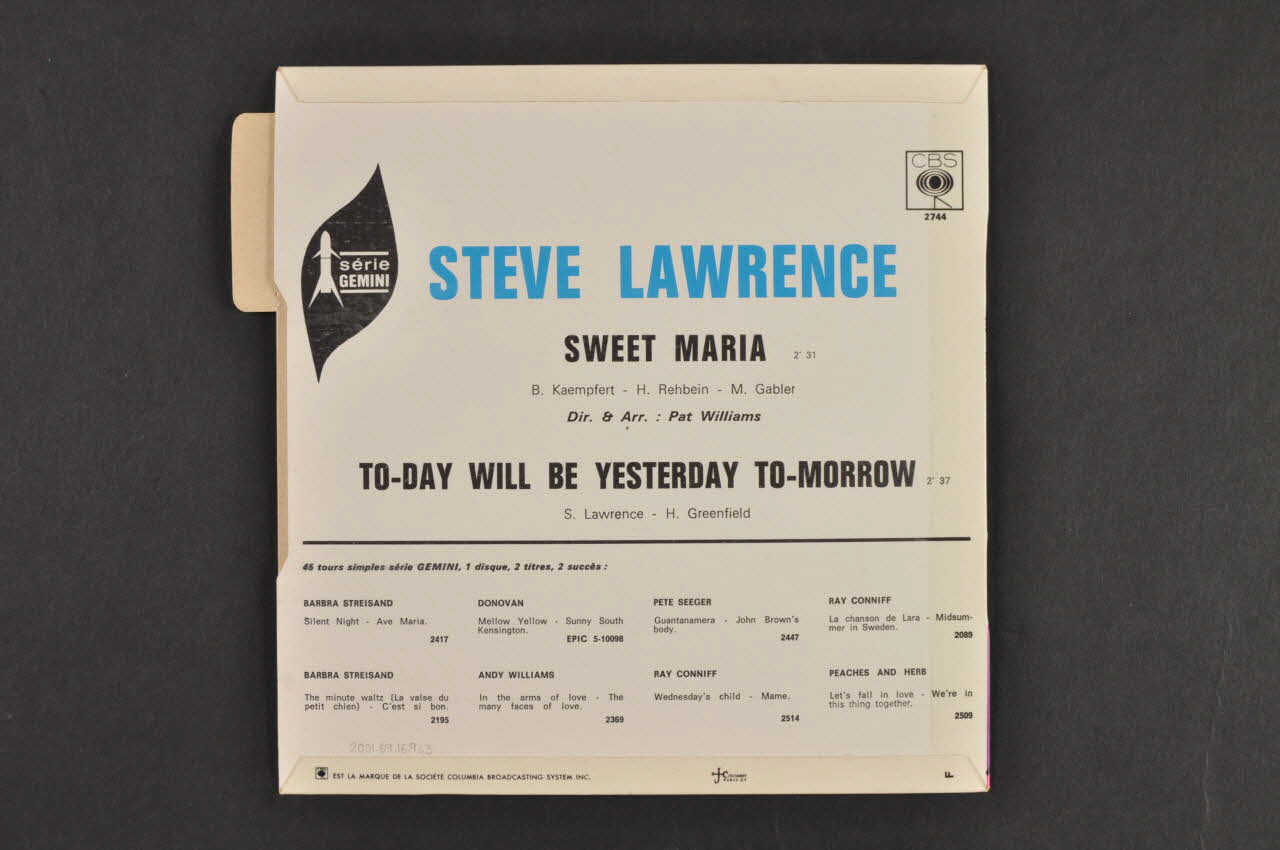 CBS
2744
série
GEMINI
STEVE LAWRENCE
SWEET MARIA 2' 31
B. Kaempfert - H. Rehbein - M. Gabler
Dir. & Arr. : Pat Williams
TO-DAY WILL BE YESTERDAY TO-MORROW 2' 37
S. Lawrence - H. Greenfield
45 tours simples série GEMINI, 1 disque, 2 titres, 2 succès :
BARBRA STREISAND
Silent Night - Ave Maria.
2417
DONOVAN
Mellow Yellow - Sunny South
Kensington.
EPIC 5-10098
PETE SEEGER
Guantanamera - John Brown's
body.
2447
RAY CONNIFF
La chanson de Lara - Midsum-
mer in Sweden.
2089
BARBRA STREISAND
The minute waltz (La valse du
petit chien) - C'est si bon.
2195
ANDY WILLIAMS
In the arms of love - The
many faces of love.
2369
RAY CONNIFF
Wednesday's child - Mame.
2514
PEACHES AND HERB
Let's fall in love - We're in
this thing together.
2509
EST LA MARQUE DE LA SOCIÉTÉ COLUMBIA BROADCASTING SYSTEM INC.
F